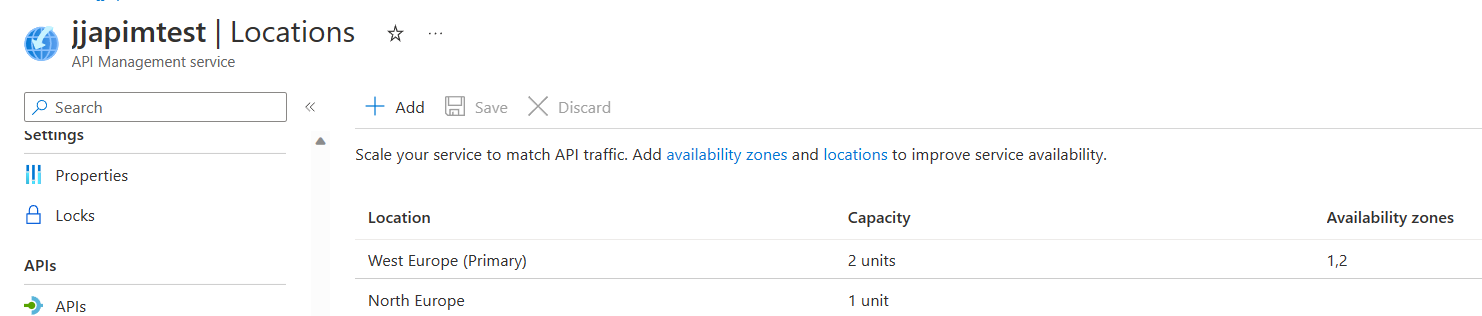 jjapimtest | Locations
API Management service
Search
Settings
Properties
Locks
APIs
APIs
Add Save Discard
Scale your service to match API traffic. Add availability zones and locations to improve service availability.
Location Capacity Availability zones
West Europe (Primary) 2 units 1,2
North Europe 1 unit